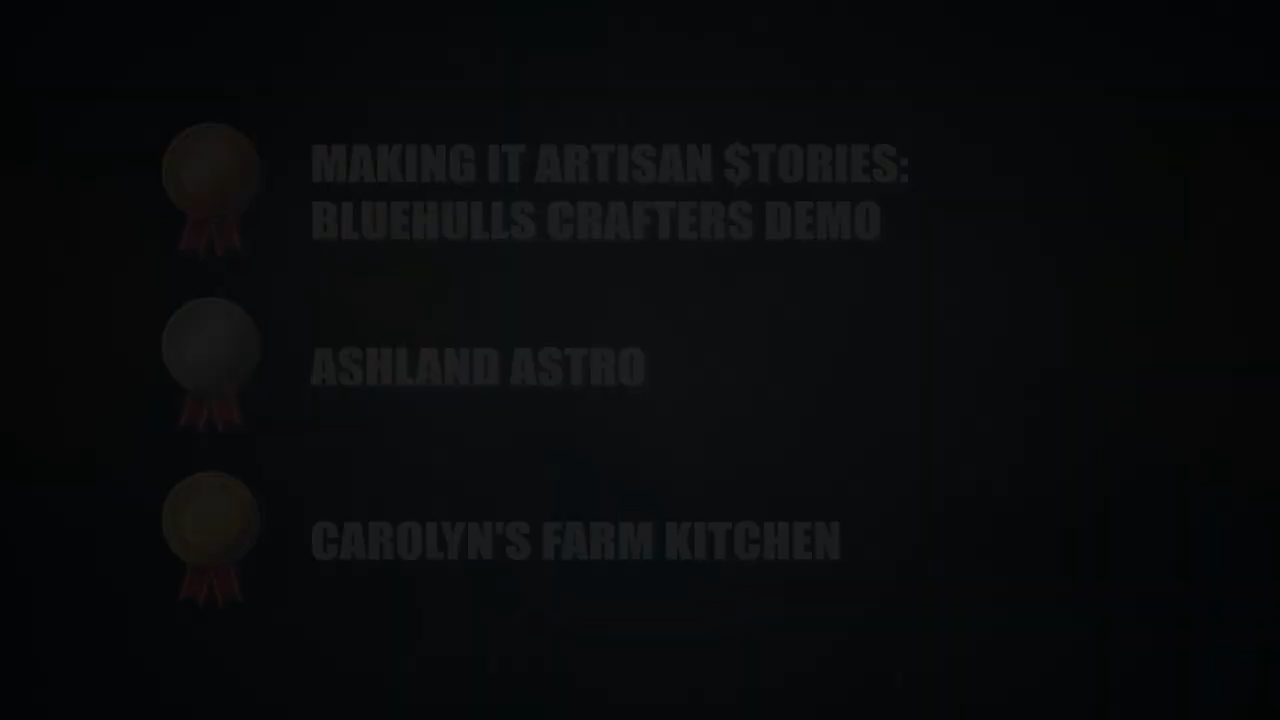 MAKING IT ARTISAN $TORIES:
BLUEHULLS CRAFTERS DEMO
ASHLAND ASTRO
CAROLYN'S FARM KITCHEN